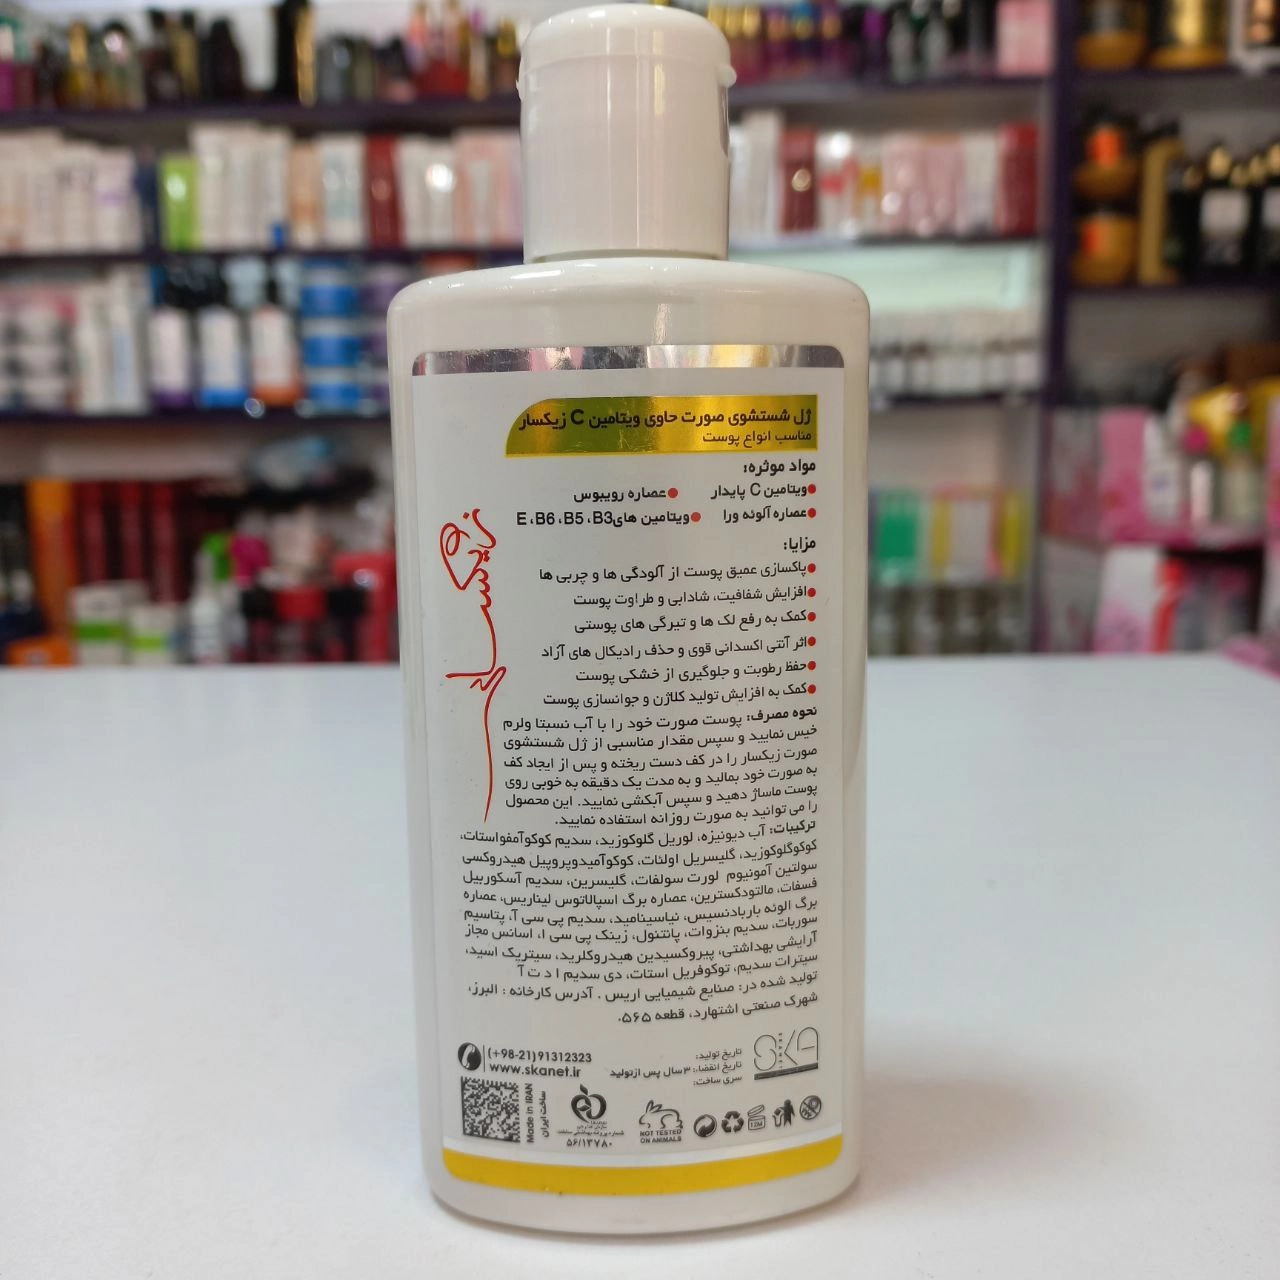 ژل شستشوی صورت حاوی ویتامین C زیکسار
مناسب انواع پوست
مواد موثره:
●ویتامین C پایدار ●عصاره رویبوس
●عصاره آلوئه ورا ●ویتامین های E ،B6 ،B5 ،B3
مزایا:
●پاکسازی عمیق پوست از آلودگی ها و چربی ها
●افزایش شفافیت، شادابی و طراوت پوست
●کمک به رفع لک ها و تیرگی های پوستی
●اثر آنتی اکسدانی قوی و حذف رادیکال های آزاد
●حفظ رطوبت و جلوگیری از خشکی پوست
●کمک به افزایش تولید کلاژن و جوانسازی پوست
نحوه مصرف: پوست صورت خود را با آب نسبتا ولرم
خیس نمایید و سپس مقدار مناسبی از ژل شستشوی
صورت زیکسار را در کف دست ریخته و پس از ایجاد کف
به صورت خود بمالید و به مدت یک دقیقه به خوبی روی
پوست ماساژ دهید و سپس آبکشی نمایید. این محصول
را می توانید به صورت روزانه استفاده نمایید.
ترکیبات: آب دیونیزه، لوریل گلوکوزید، سدیم کوکوآمفواستات،
کوکوگلوکوزید، گلیسریل اولئات، کوکوآمیدوپروپیل هیدروکسی
سولتین آمونیوم لورت سولفات، گلیسرین، سدیم آسکوربیل
فسفات، مالتودکسترین، عصاره برگ اسپالاتوس لیناریس، عصاره
برگ الوئه باربادنسیس، نیاسینامید، سدیم پی سی آ، پتاسیم
سوربات، سدیم بنزوات، پانتنول، زینک پی سی ا، اسانس مجاز
آرایشی بهداشتی، پیروکسیدین هیدروکلرید، سیتریک اسید،
سیترات سدیم، توکوفریل استات، دی سدیم ا د ت آ
تولید شده در: صنایع شیمیایی اریس . آدرس کارخانه : البرز،
شهرک صنعتی اشتهارد، قطعه ۵۶۵.
زیکسار
SKA
تاریخ تولید:
تاریخ انقضاء: ۳ سال پس ازتولید
سری ساخت:
(+98-21)91312323
www.skanet.ir
Made in IRAN
ساخت ایران
۵۶/۱۳۷۸۰
NOT TESTED
ON ANIMALS
12M